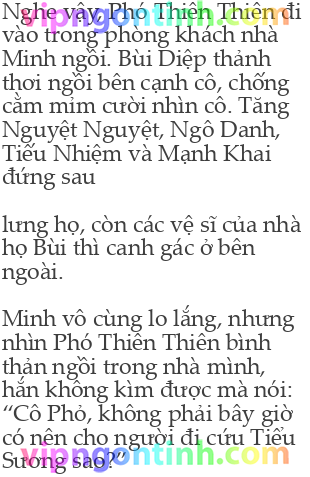 Nghe vậy, Phó Thiên Thiên đi
vào trong phòng khách nhà
Minh ngồi. Bùi Diệp thảnh
thơi ngồi bên cạnh cô, chống
cằm mỉm cười nhìn cô. Tăng
Nguyệt Nguyệt, Ngô Danh,
Tiếu Nhiệm và Mạnh Khai
đứng sau
lưng họ, còn các vệ sĩ của nhà
họ Bùi thì canh gác ở bên
ngoài.
Minh vô cùng lo lắng, nhưng
nhìn Phó Thiên Thiên bình
thản ngồi trong nhà mình,
hắn không kìm được mà nói:
“Cô Phó, không phải bây giờ
có nên cho người đi cứu Tiểu
Sương sao?”
vipngontinh.com
vipngontinh.com